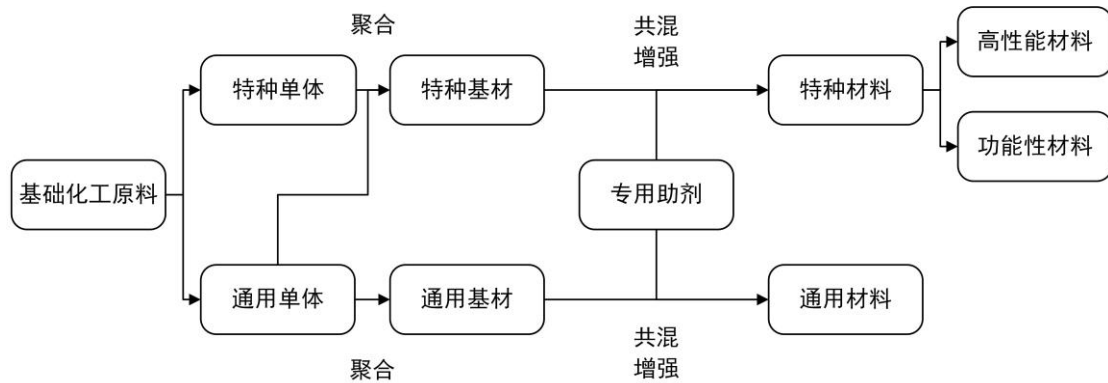 聚合
共混
增强
高性能材料
特种单体
特种基材
特种材料
功能性材料
基础化工原料
专用助剂
通用单体
通用基材
通用材料
聚合
共混
增强